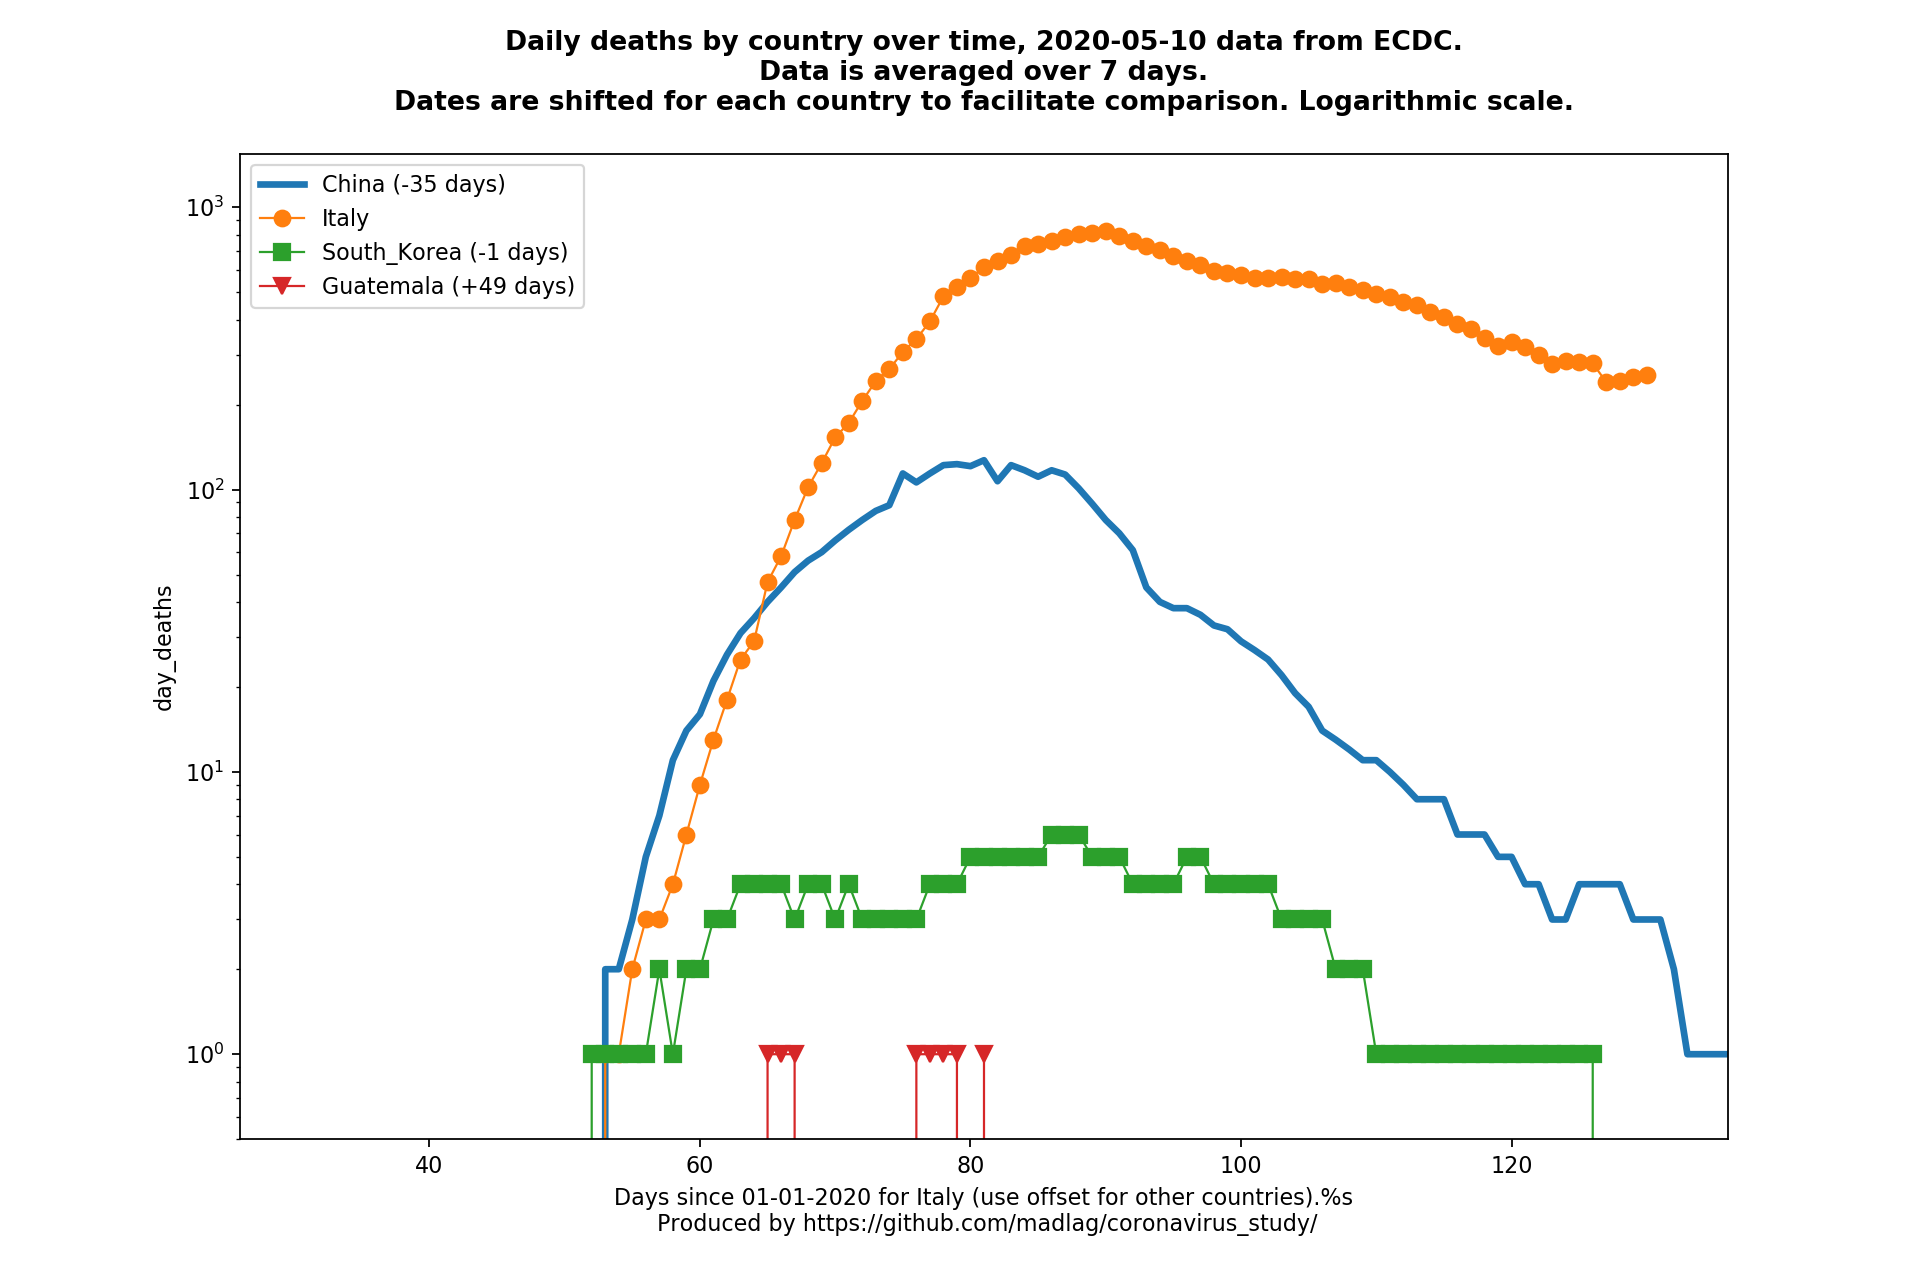 Daily deaths by country over time, 2020-05-10 data from ECDC.
Data is averaged over 7 days.
Dates are shifted for each country to facilitate comparison. Logarithmic scale.
China (-35 days)
Italy
South_Korea (-1 days)
Guatemala (+49 days)
10³
10²
10¹
10⁰
day_deaths
40 60 80 100 120
Days since 01-01-2020 for Italy (use offset for other countries).%s
Produced by https://github.com/madlag/coronavirus_study/